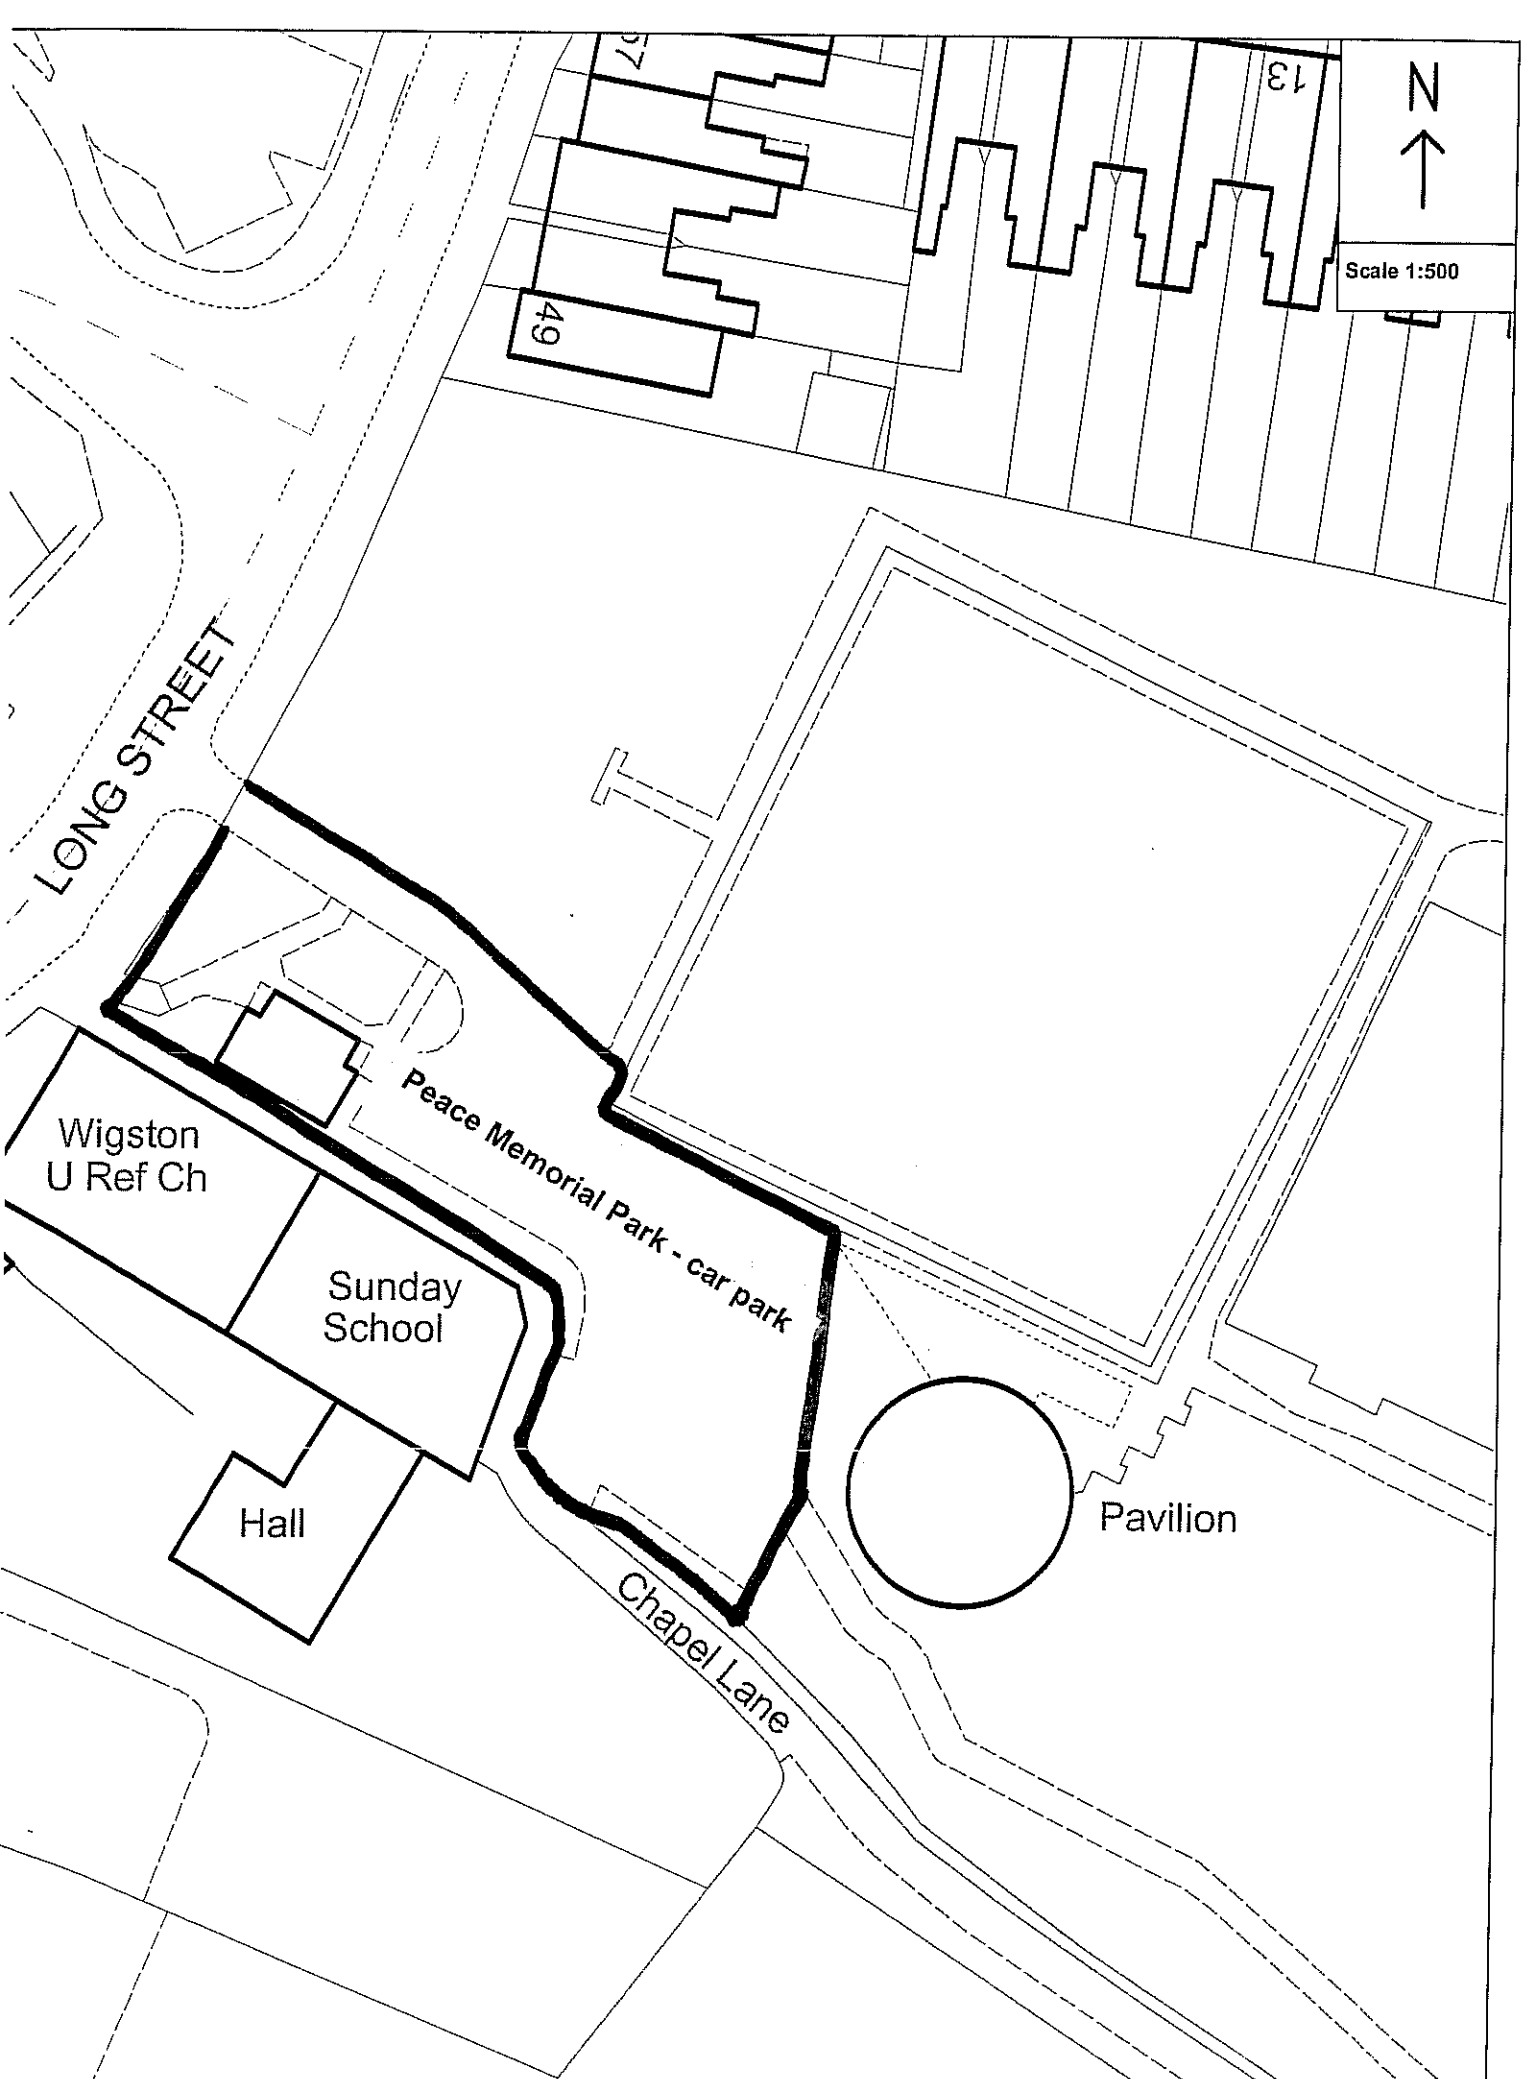 57
13
N
Scale 1:500
49
LONG STREET
Peace Memorial Park - car park
Wigston
U Ref Ch
Sunday
School
Hall
Pavilion
Chapel Lane